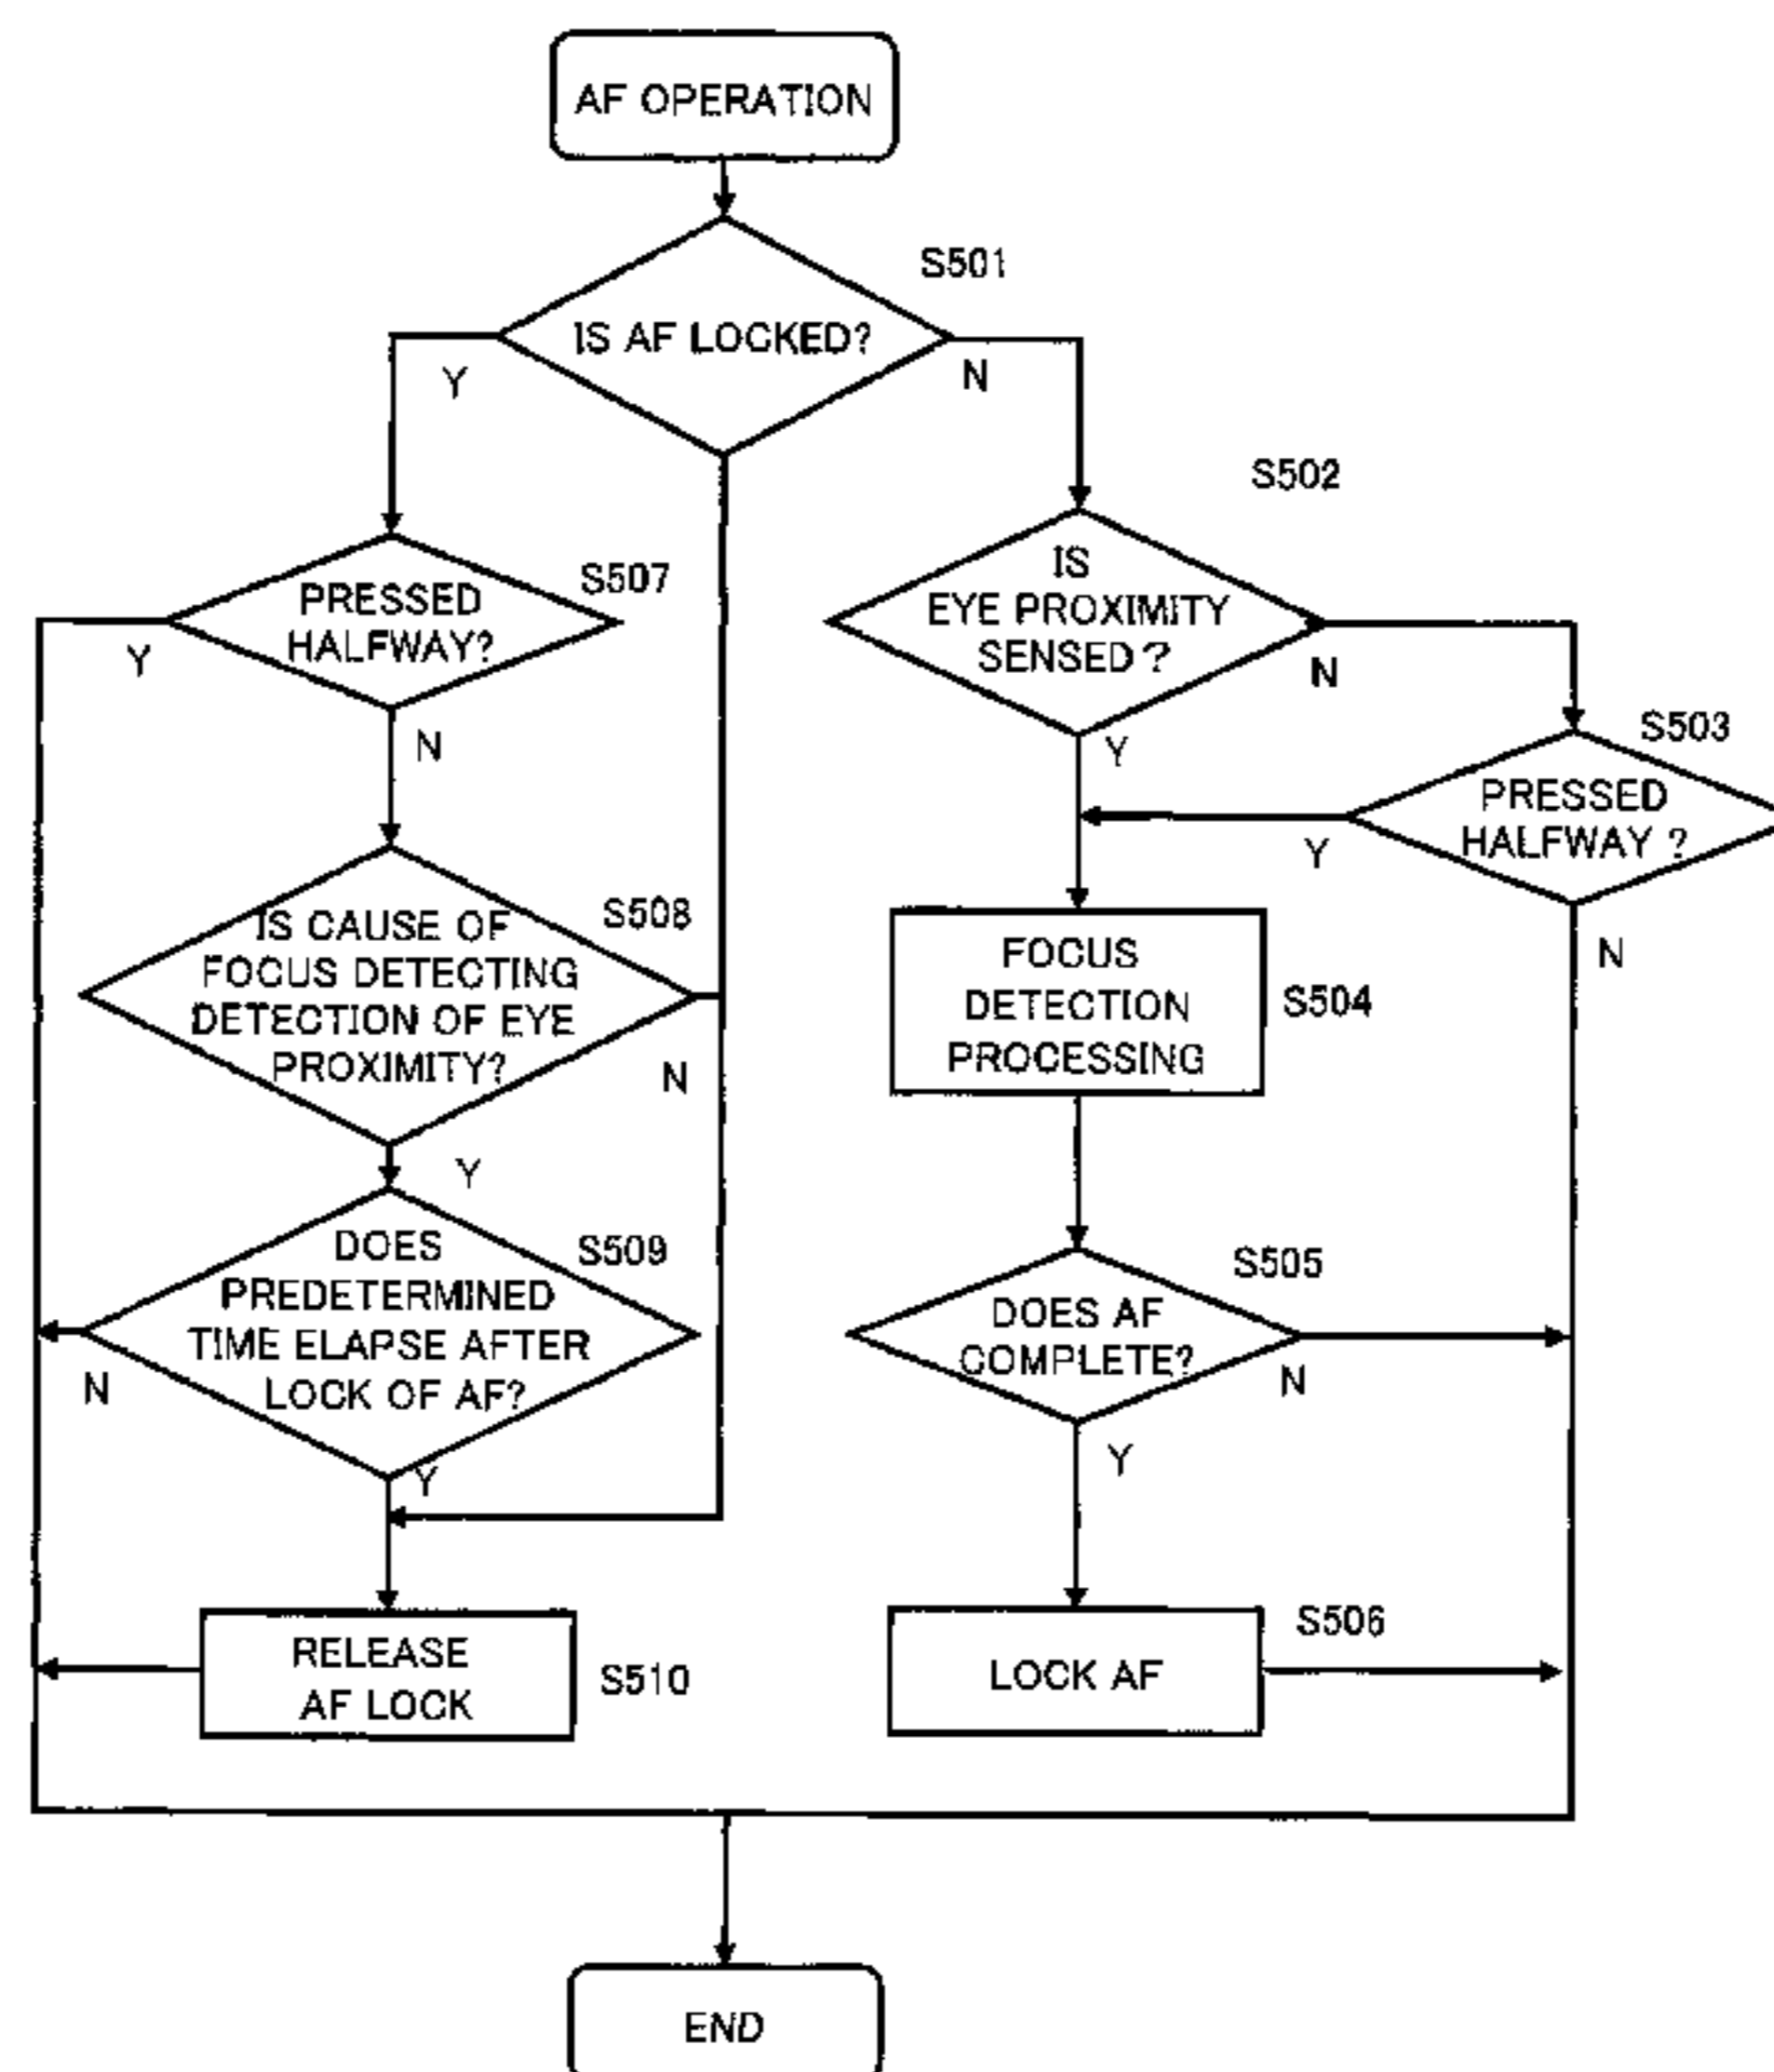 AF OPERATION
S501
IS AF LOCKED?
Y
N
S502
IS
EYE PROXIMITY
SENSED ?
N
Y
S503
PRESSED
HALFWAY ?
Y
N
FOCUS
DETECTION
PROCESSING
S504
S505
DOES AF
COMPLETE?
N
Y
LOCK AF
S506
S507
PRESSED
HALFWAY?
Y
N
S508
IS CAUSE OF
FOCUS DETECTING
DETECTION OF EYE
PROXIMITY?
N
Y
S509
DOES
PREDETERMINED
TIME ELAPSE AFTER
LOCK OF AF?
N
Y
RELEASE
AF LOCK
S510
END